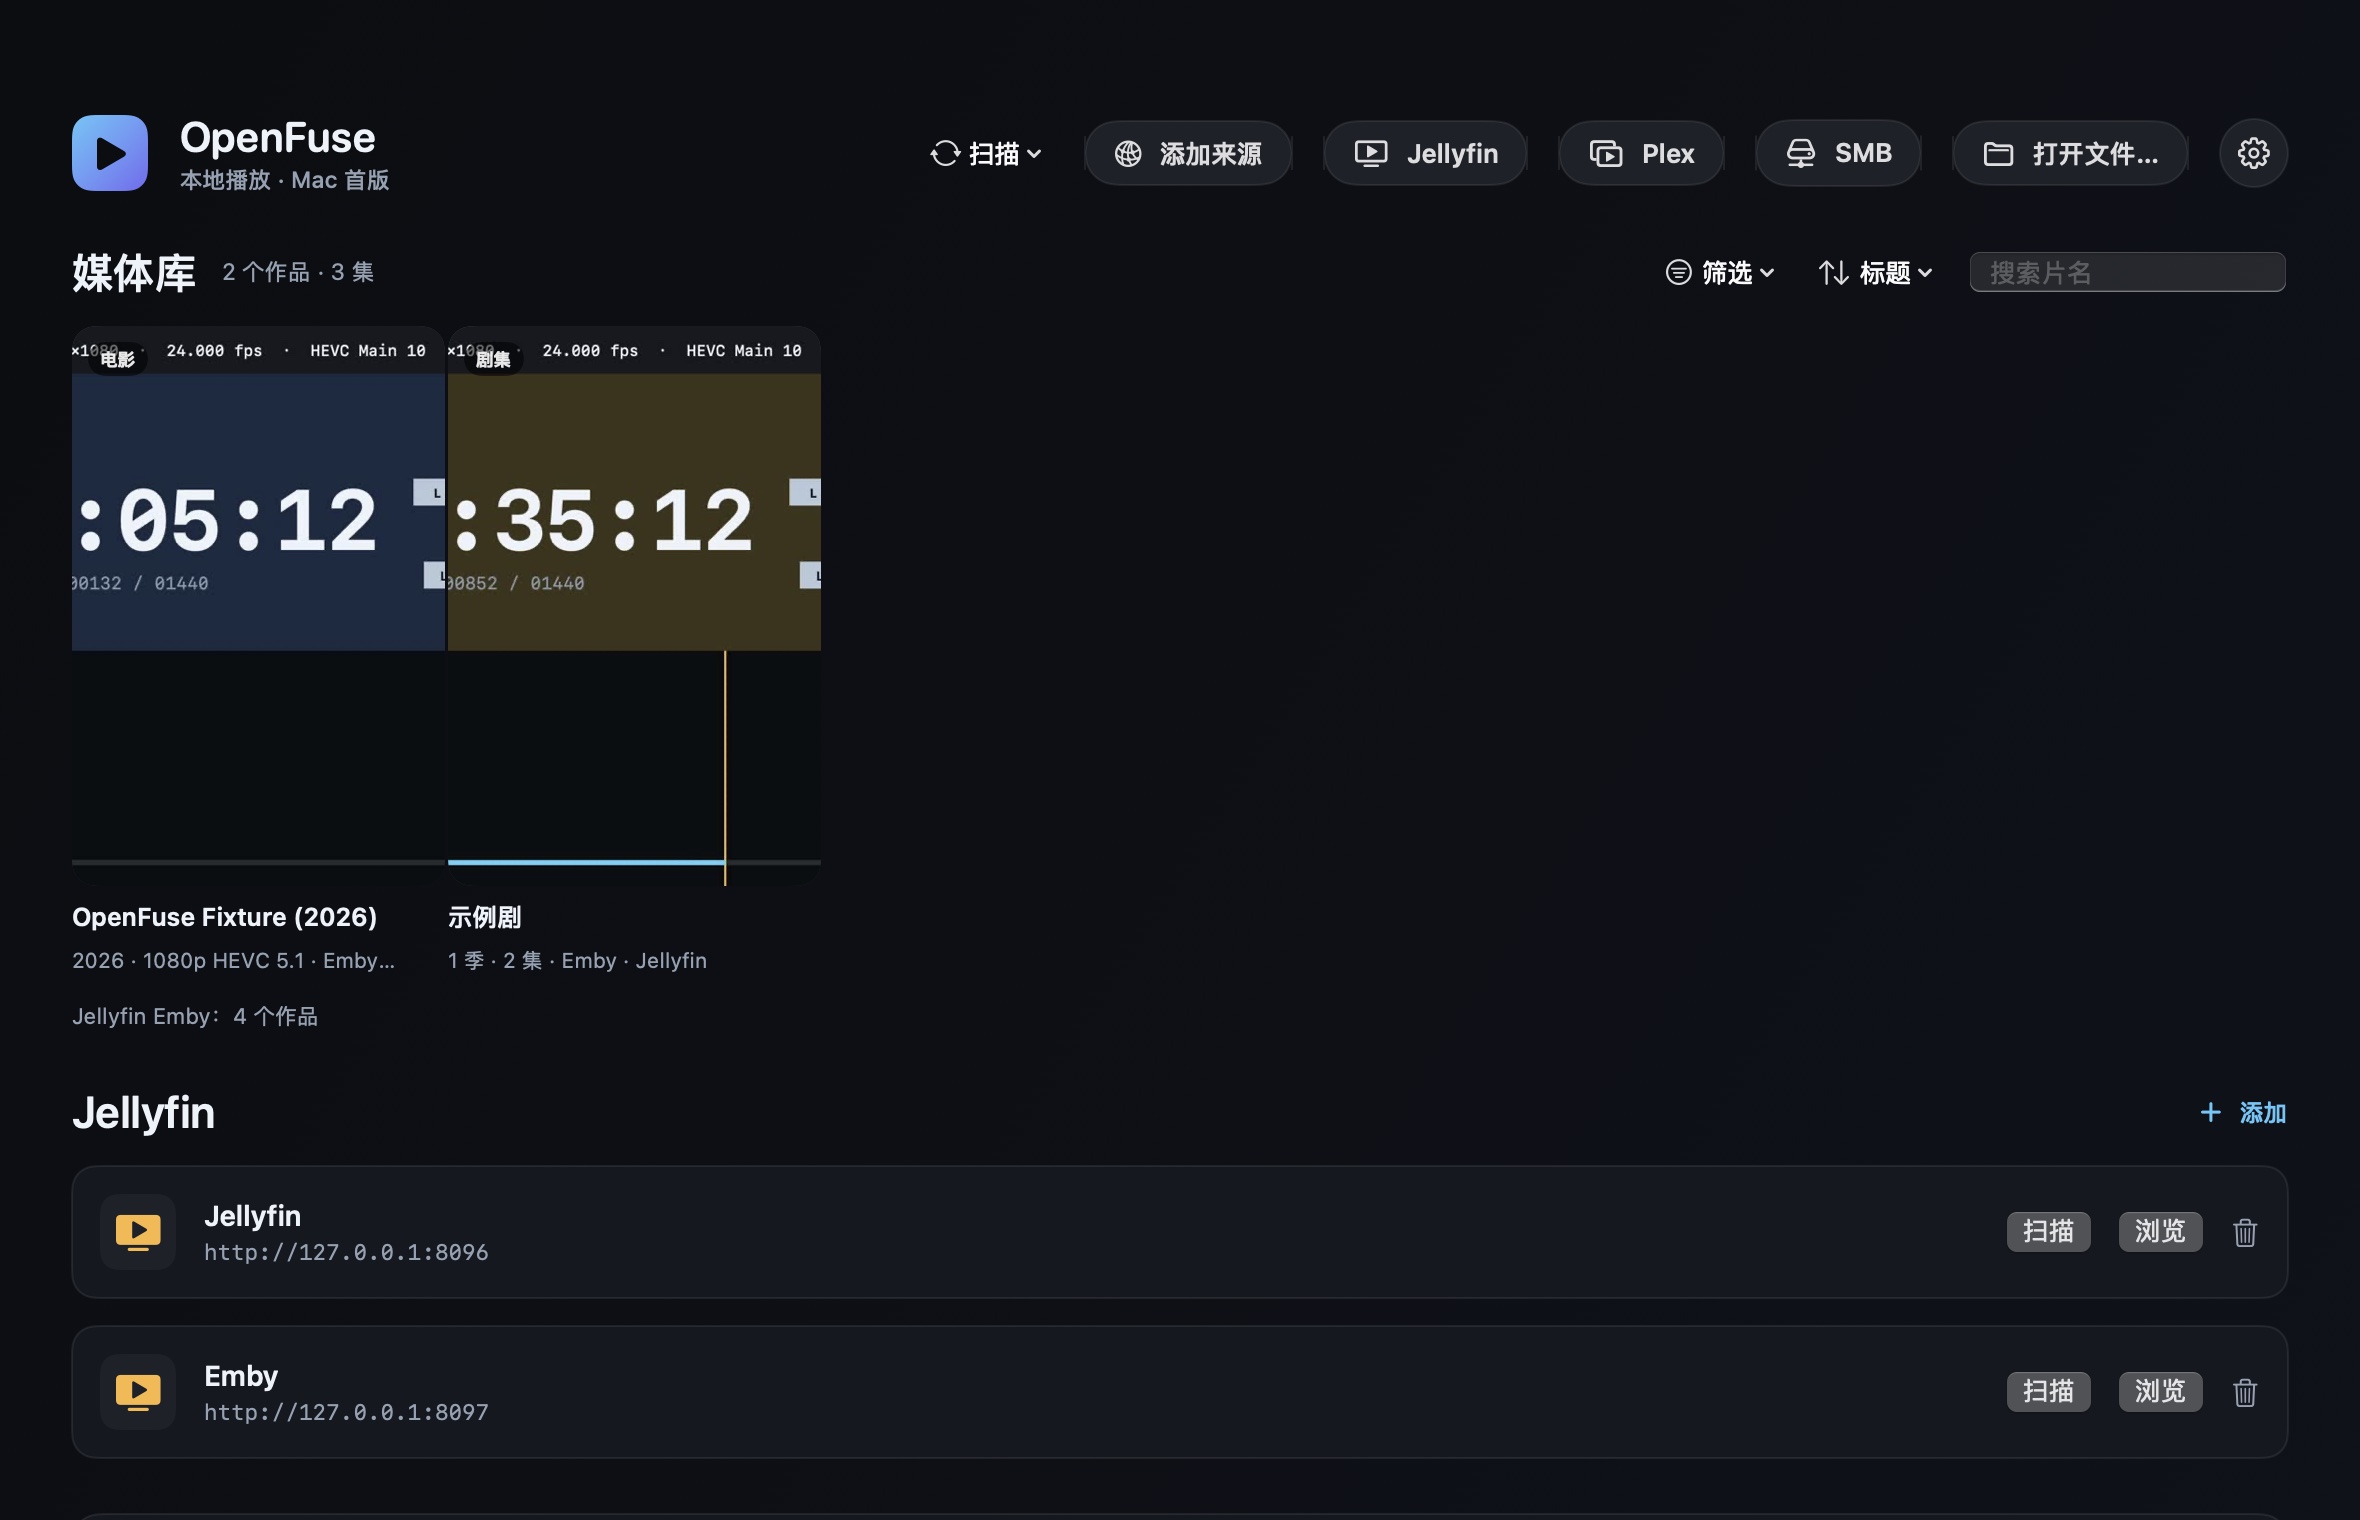 OpenFuse
本地播放 · Mac 首版
扫描
添加来源
Jellyfin
Plex
SMB
打开文件...
媒体库
2 个作品 · 3 集
筛选
标题
搜索片名
×1080 · 24.000 fps · HEVC Main 10
电影
:05:12
L
00132 / 01440
L
×1080 · 24.000 fps · HEVC Main 10
剧集
:35:12
L
00852 / 01440
L
OpenFuse Fixture (2026)
2026 · 1080p HEVC 5.1 · Emby...
示例剧
1 季 · 2 集 · Emby · Jellyfin
Jellyfin Emby：4 个作品
Jellyfin
+ 添加
Jellyfin
http://127.0.0.1:8096
扫描
浏览
Emby
http://127.0.0.1:8097
扫描
浏览